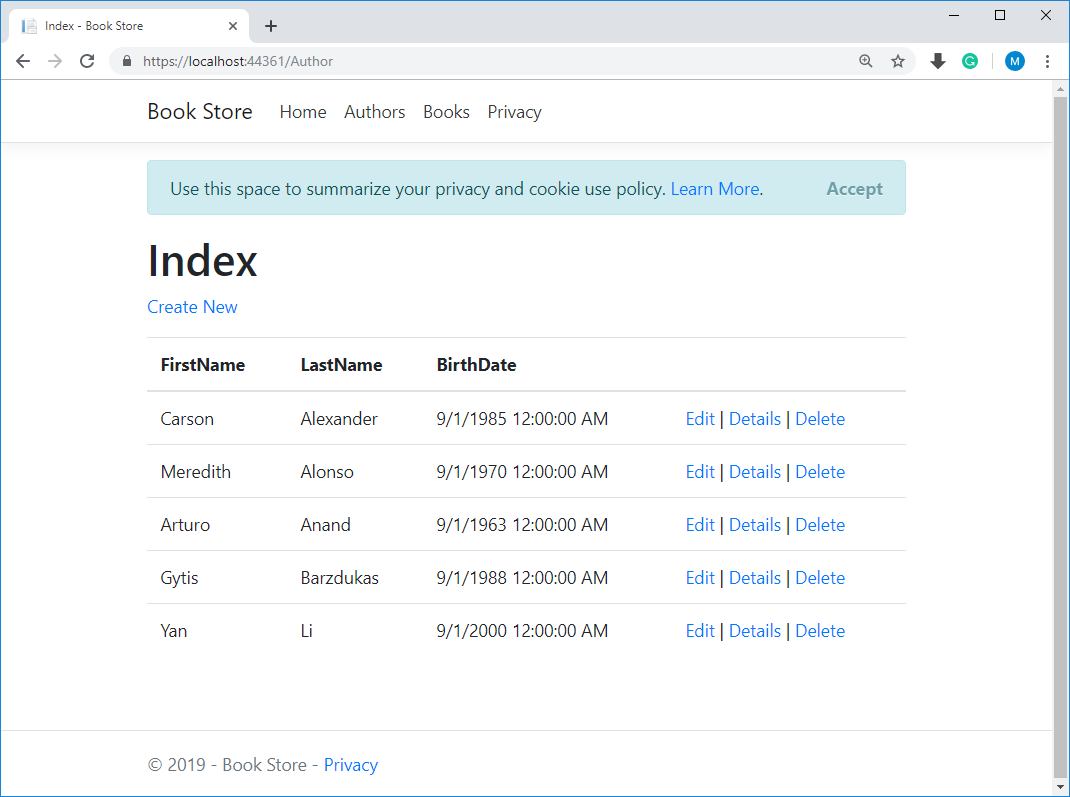 Index - Book Store
https://localhost:44361/Author
M
Book Store Home Authors Books Privacy
Use this space to summarize your privacy and cookie use policy. Learn More. Accept
Index
Create New
FirstName LastName BirthDate
Carson Alexander 9/1/1985 12:00:00 AM Edit | Details | Delete
Meredith Alonso 9/1/1970 12:00:00 AM Edit | Details | Delete
Arturo Anand 9/1/1963 12:00:00 AM Edit | Details | Delete
Gytis Barzdukas 9/1/1988 12:00:00 AM Edit | Details | Delete
Yan Li 9/1/2000 12:00:00 AM Edit | Details | Delete
© 2019 - Book Store - Privacy